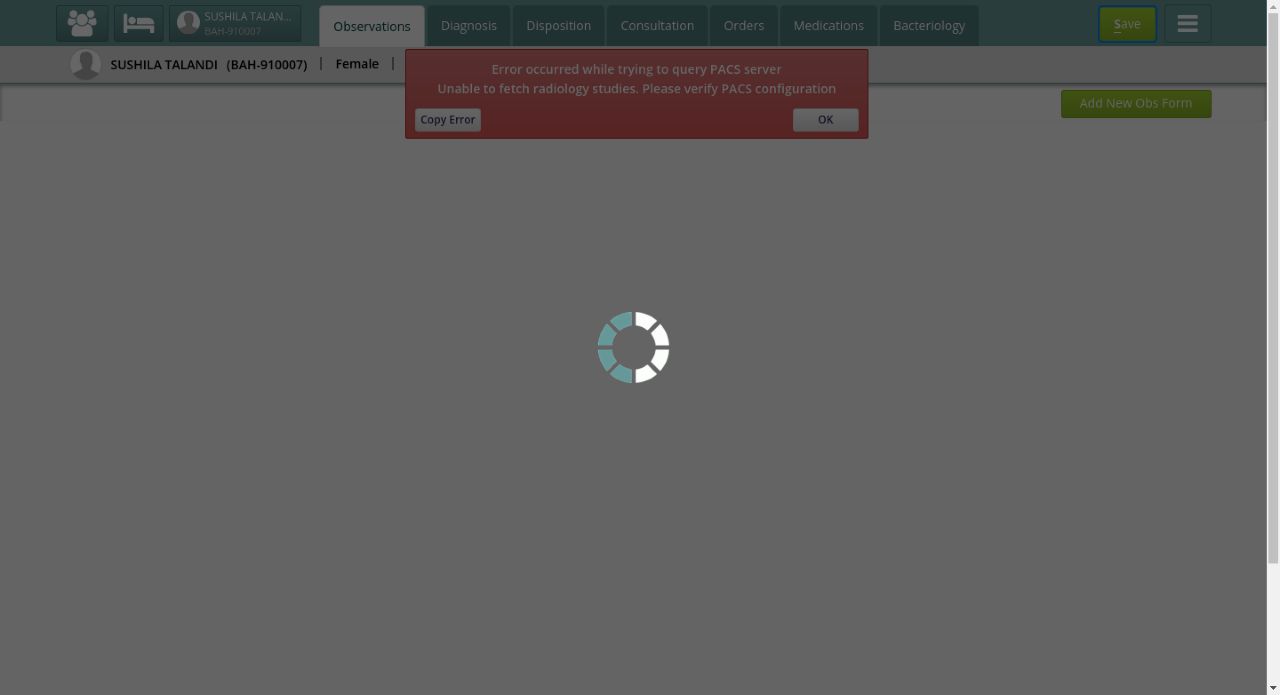 SUSHILA TALAN...
BAH-910007
Observations
Diagnosis
Disposition
Consultation
Orders
Medications
Bacteriology
Save
SUSHILA TALANDI (BAH-910007) | Female |
Error occurred while trying to query PACS server
Unable to fetch radiology studies. Please verify PACS configuration
Copy Error
OK
Add New Obs Form